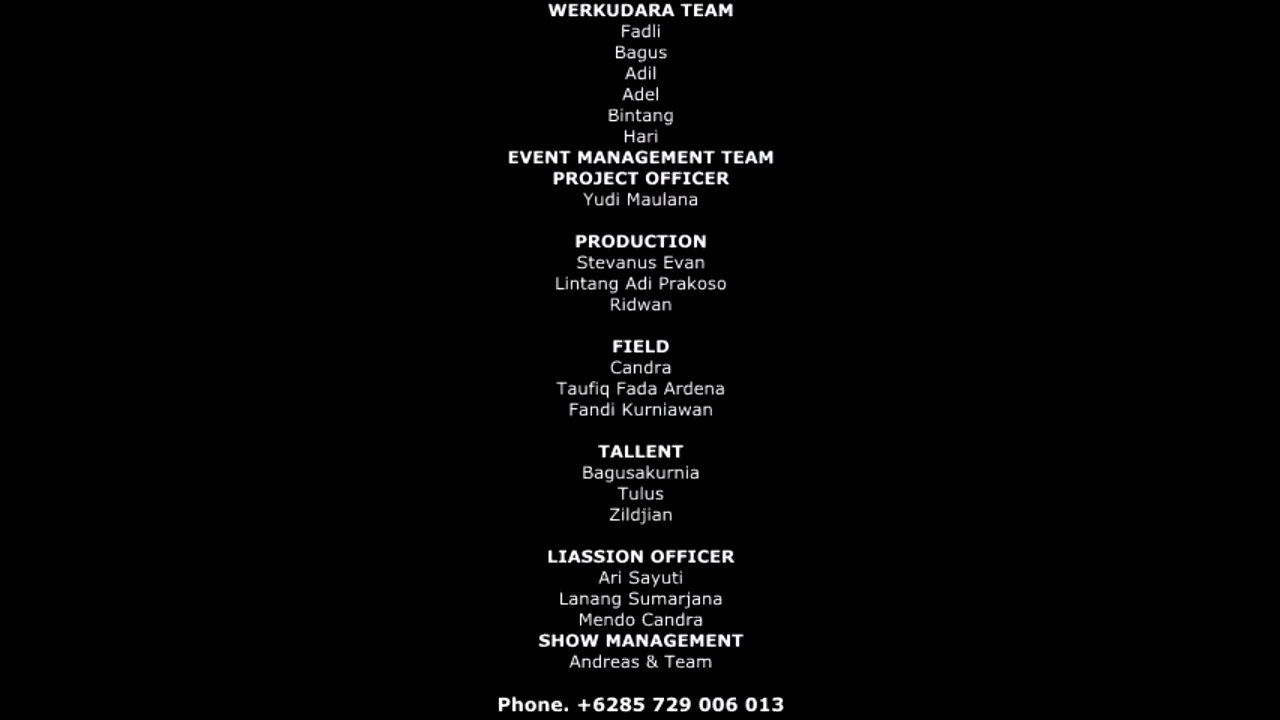 WERKUDARA TEAM
Fadli
Bagus
Adil
Adel
Bintang
Hari
EVENT MANAGEMENT TEAM
PROJECT OFFICER
Yudi Maulana
PRODUCTION
Stevanus Evan
Lintang Adi Prakoso
Ridwan
FIELD
Candra
Taufiq Fada Ardena
Fandi Kurniawan
TALLENT
Bagusakurnia
Tulus
Zildjian
LIASSION OFFICER
Ari Sayuti
Lanang Sumarjana
Mendo Candra
SHOW MANAGEMENT
Andreas & Team
Phone. +6285 729 006 013